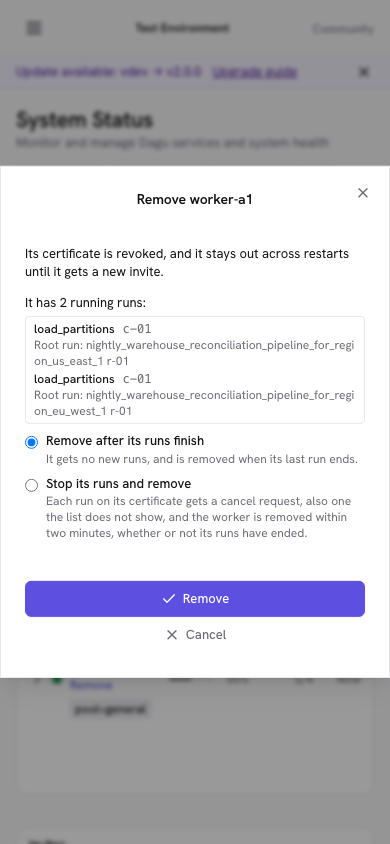 Test Environment
Community
Update available: vdev → v2.0.0 Upgrade guide
System Status
Monitor and manage Dagu services and system health
Remove worker-a1
Its certificate is revoked, and it stays out across restarts
until it gets a new invite.
It has 2 running runs:
load_partitions c-01
Root run: nightly_warehouse_reconciliation_pipeline_for_regi
on_us_east_1 r-01
load_partitions c-01
Root run: nightly_warehouse_reconciliation_pipeline_for_regi
on_eu_west_1 r-01
Remove after its runs finish
It gets no new runs, and is removed when its last run ends.
Stop its runs and remove
Each run on its certificate gets a cancel request, also one
the list does not show, and the worker is removed within
two minutes, whether or not its runs have ended.
Remove
Cancel
Remove
pool=general